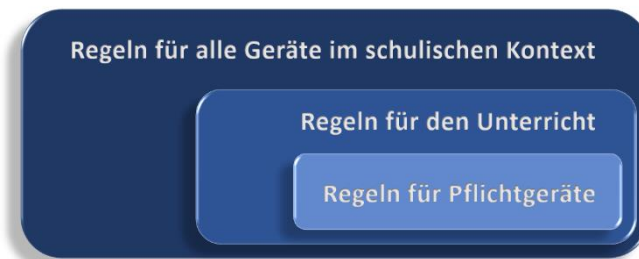 Regeln für alle Geräte im schulischen Kontext
Regeln für den Unterricht
Regeln für Pflichtgeräte